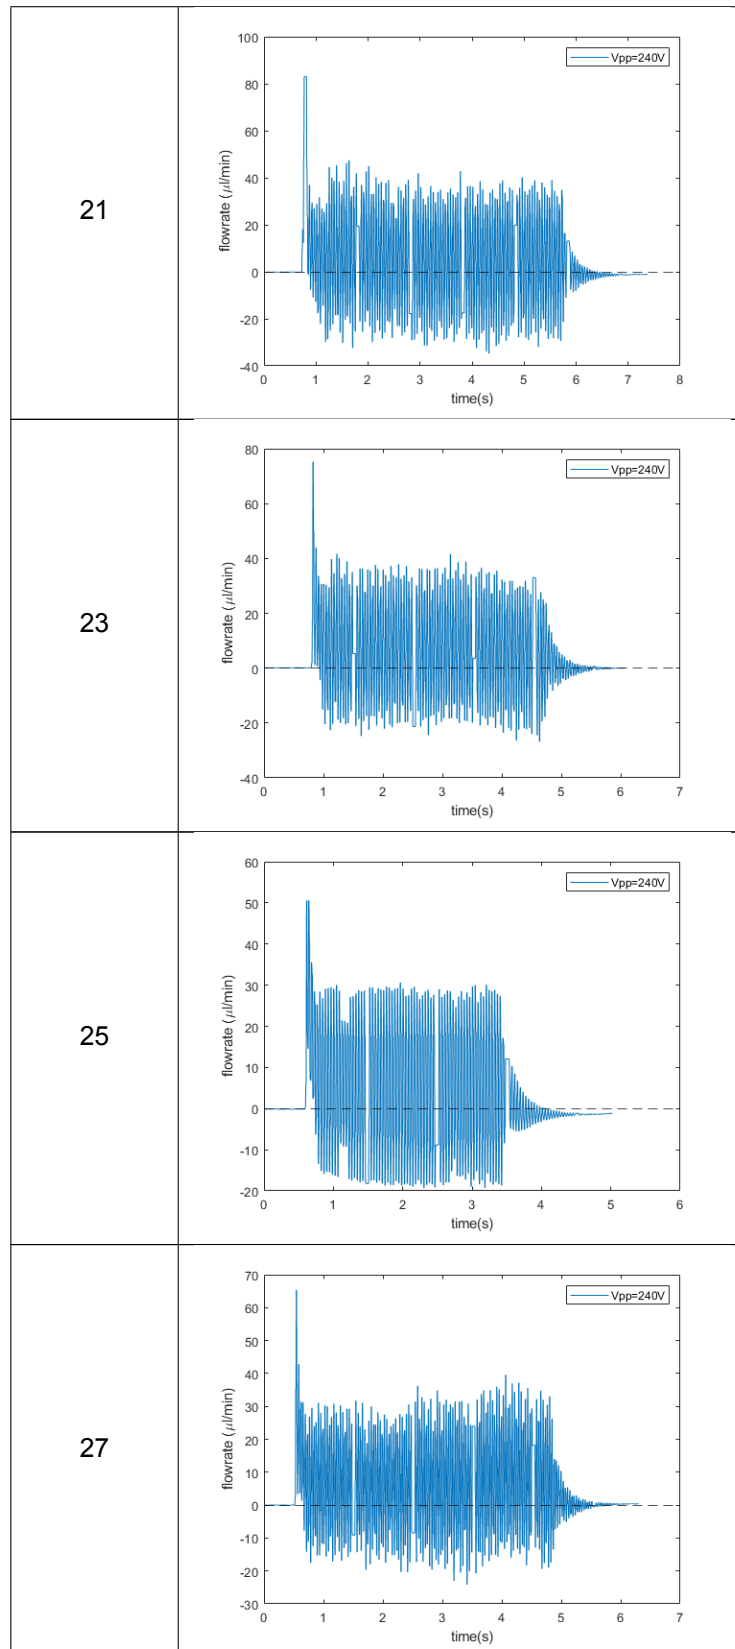 21
100
80
60
40
20
0
-20
-40
flowrate (μl/min)
Vpp=240V
0 1 2 3 4 5 6 7 8
time(s)
23
80
60
40
20
0
-20
-40
flowrate (μl/min)
Vpp=240V
0 1 2 3 4 5 6 7
time(s)
25
60
50
40
30
20
10
0
-10
-20
flowrate (μl/min)
Vpp=240V
0 1 2 3 4 5 6
time(s)
27
70
60
50
40
30
20
10
0
-10
-20
-30
flowrate (μl/min)
Vpp=240V
0 1 2 3 4 5 6 7
time(s)